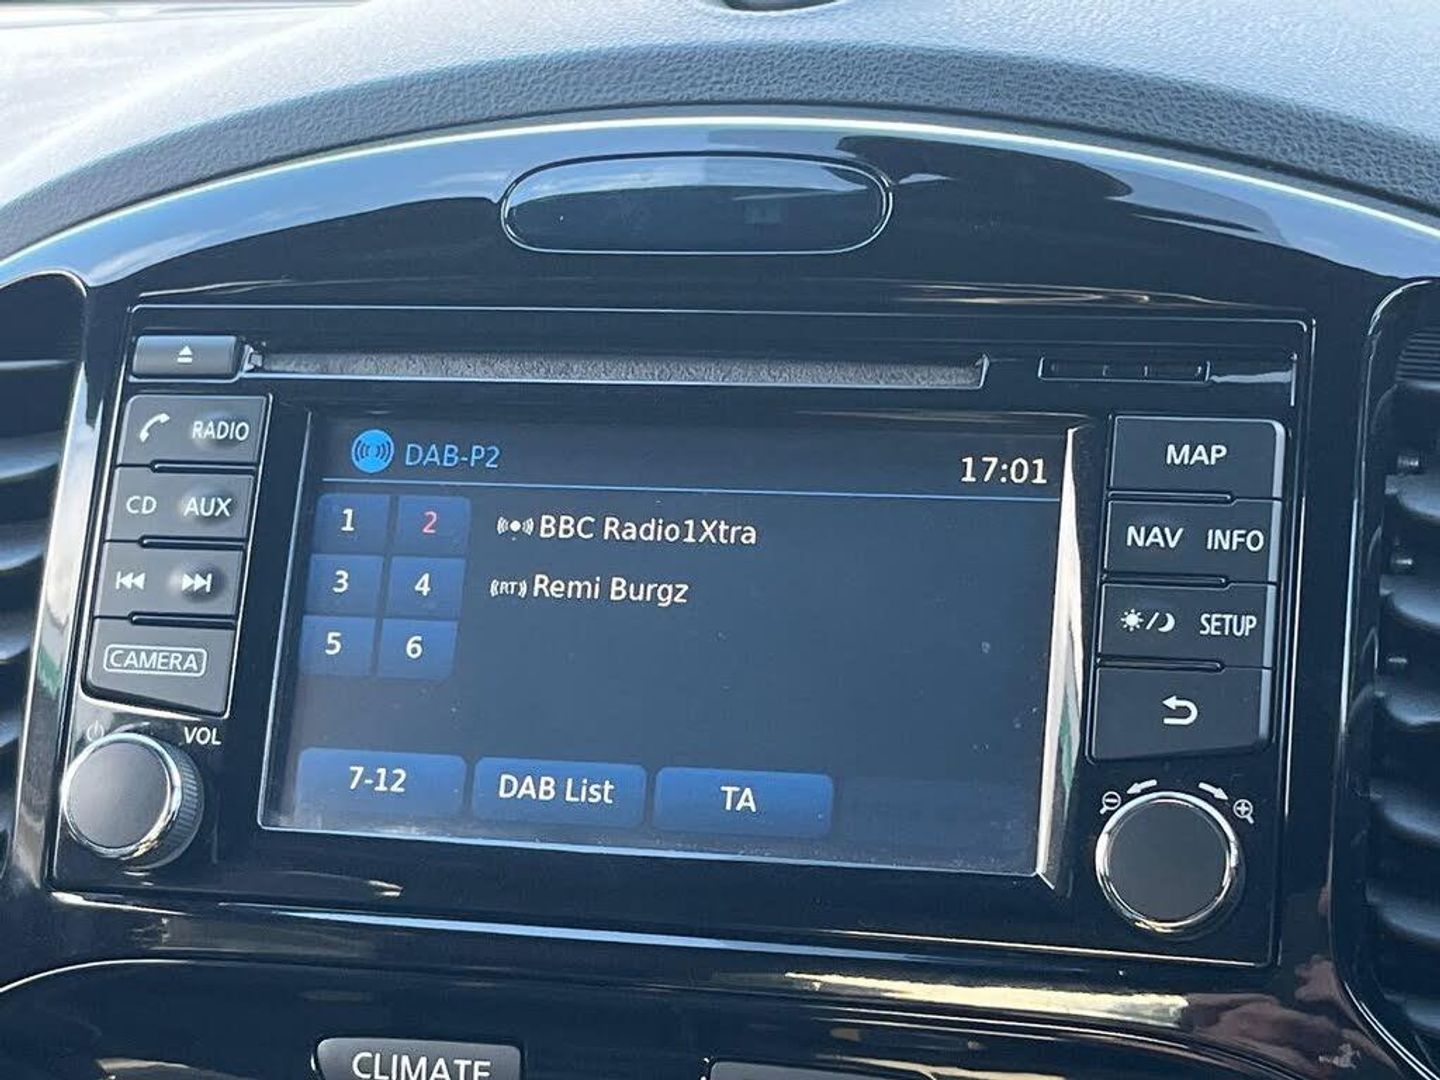 RADIO
CD AUX
CAMERA
VOL
DAB-P2 17:01
1 2 BBC Radio1Xtra
3 4 (RT) Remi Burgz
5 6
7-12 DAB List TA
MAP
NAV INFO
SETUP
CLIMATE